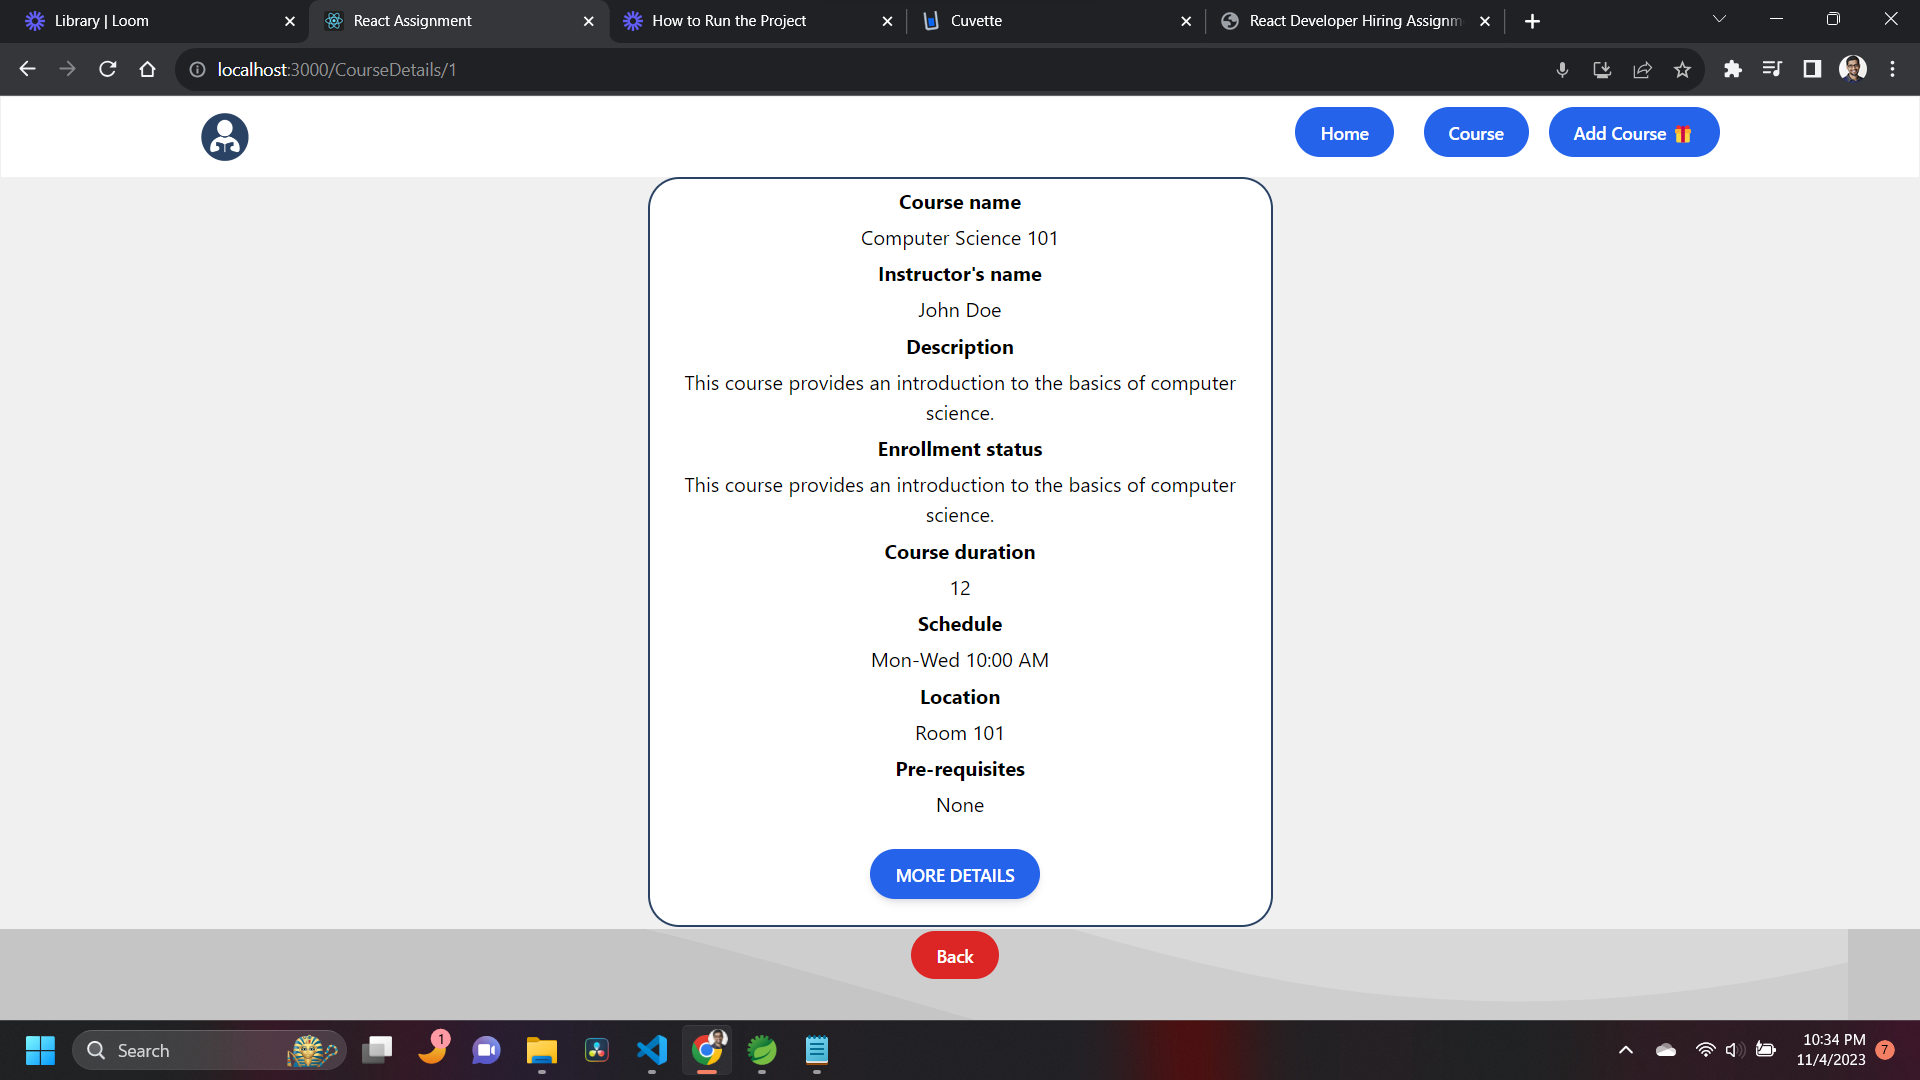 Library | Loom
React Assignment
How to Run the Project
Cuvette
React Developer Hiring Assignm
localhost:3000/CourseDetails/1
Home
Course
Add Course
Course name
Computer Science 101
Instructor's name
John Doe
Description
This course provides an introduction to the basics of computer
science.
Enrollment status
This course provides an introduction to the basics of computer
science.
Course duration
12
Schedule
Mon-Wed 10:00 AM
Location
Room 101
Pre-requisites
None
MORE DETAILS
Back
Search
1
10:34 PM
11/4/2023
7